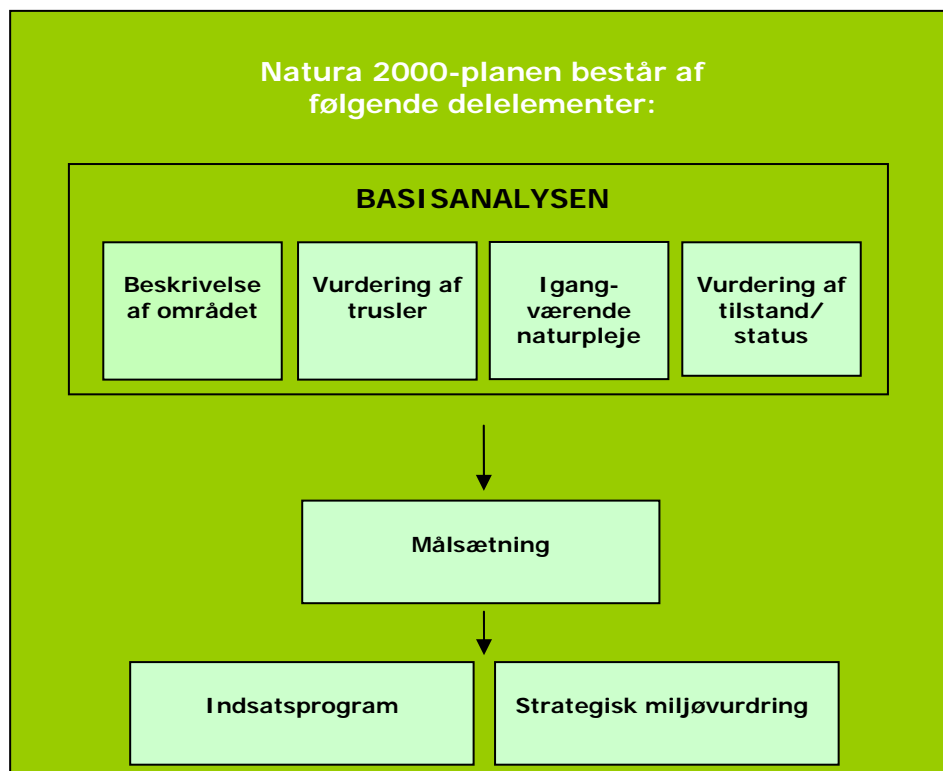 Natura 2000-planen består af
følgende delelementer:
BASISANALYSEN
Beskrivelse
af området
Vurdering af
trusler
Igang-
værende
naturpleje
Vurdering af
tilstand/
status
Målsætning
Indsatsprogram
Strategisk miljøvurdring